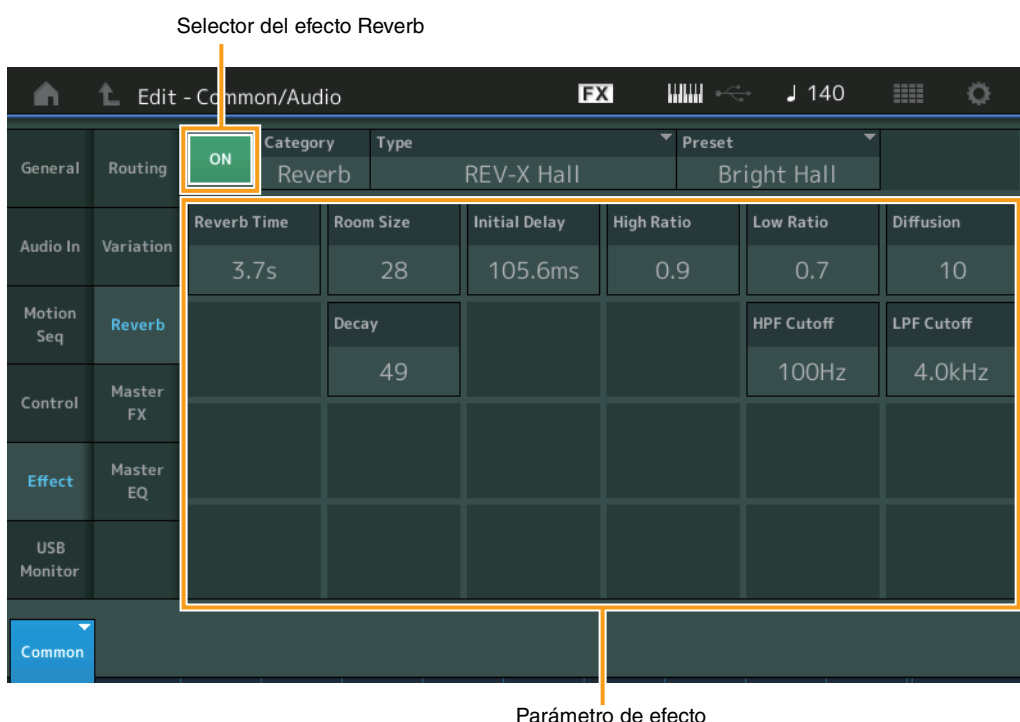 Selector del efecto Reverb
Edit - Common/Audio
FX
140
General
Routing
ON
Category
Reverb
Type
REV-X Hall
Preset
Bright Hall
Audio In
Variation
Reverb Time
3.7s
Room Size
28
Initial Delay
105.6ms
High Ratio
0.9
Low Ratio
0.7
Diffusion
10
Motion
Seq
Reverb
Decay
49
HPF Cutoff
100Hz
LPF Cutoff
4.0kHz
Control
Master
FX
Effect
Master
EQ
USB
Monitor
Common
Parámetro de efecto